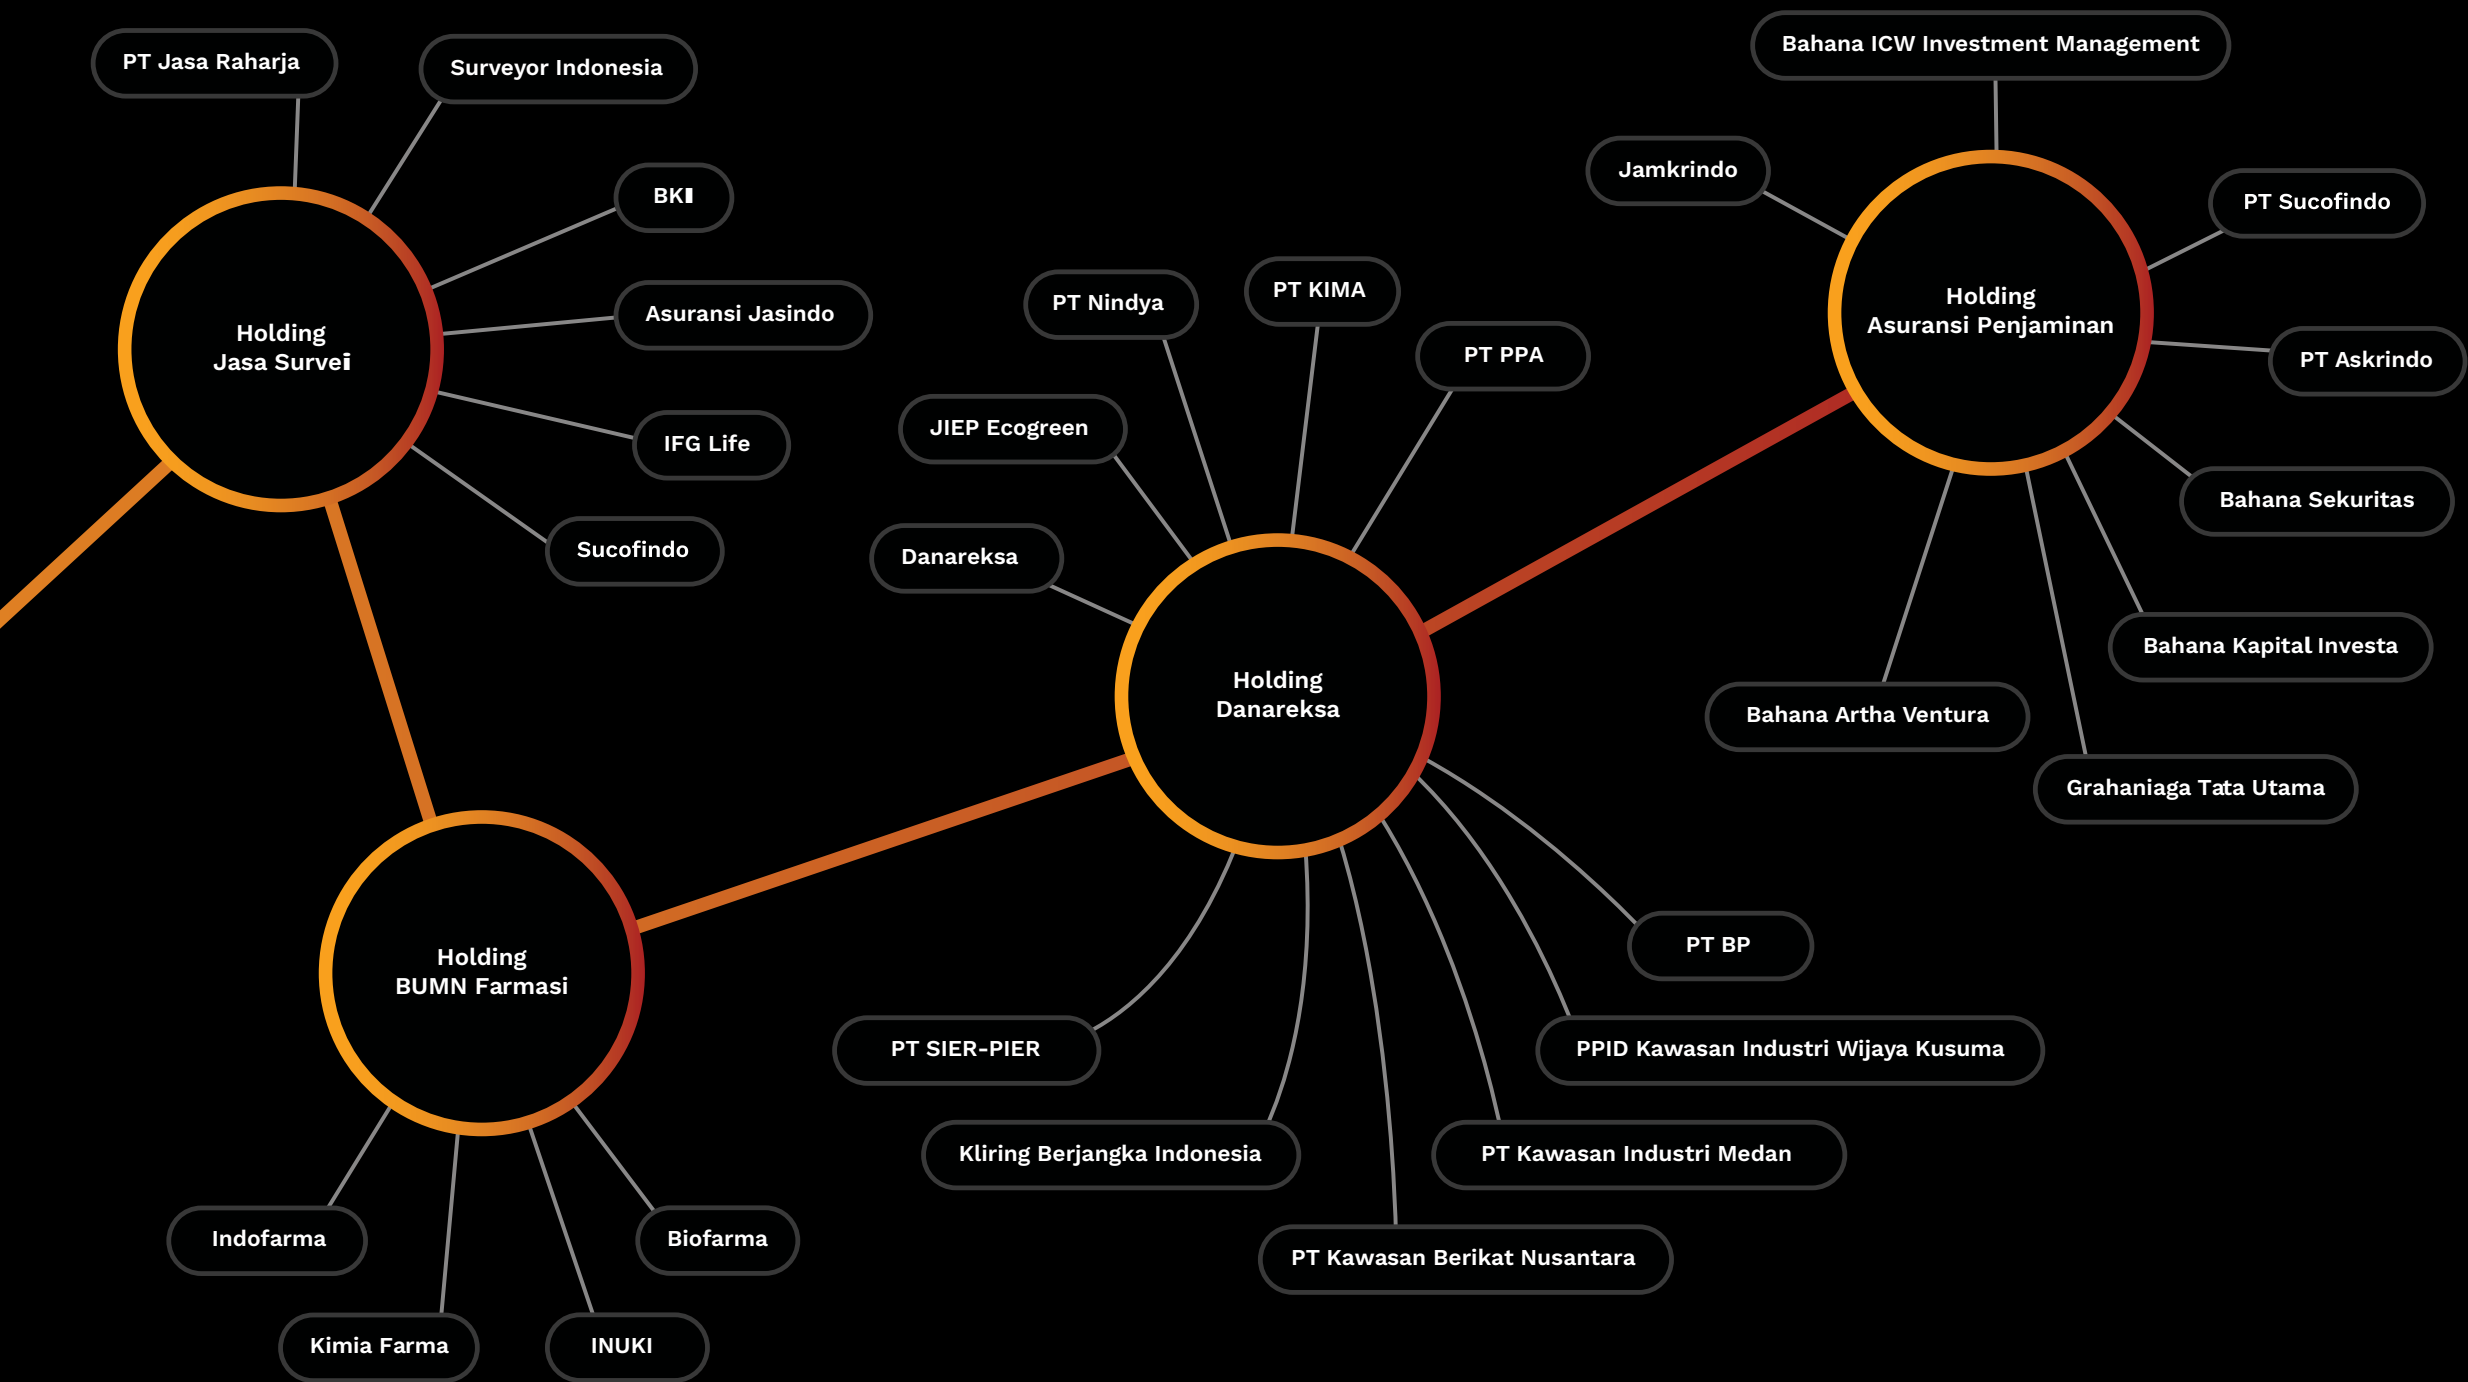 PT Jasa Raharja
Surveyor Indonesia
BKI
Asuransi Jasindo
IFG Life
Sucofindo
Holding
Jasa Survei
Holding
BUMN Farmasi
Indofarma
Kimia Farma
INUKI
Biofarma
PT Nindya
PT KIMA
PT PPA
JIEP Ecogreen
Danareksa
Holding
Danareksa
PT SIER-PIER
Kliring Berjangka Indonesia
PT Kawasan Berikat Nusantara
PT Kawasan Industri Medan
PPID Kawasan Industri Wijaya Kusuma
PT BP
Bahana ICW Investment Management
Jamkrindo
PT Sucofindo
Holding
Asuransi Penjaminan
PT Askrindo
Bahana Sekuritas
Bahana Kapital Investa
Bahana Artha Ventura
Grahaniaga Tata Utama